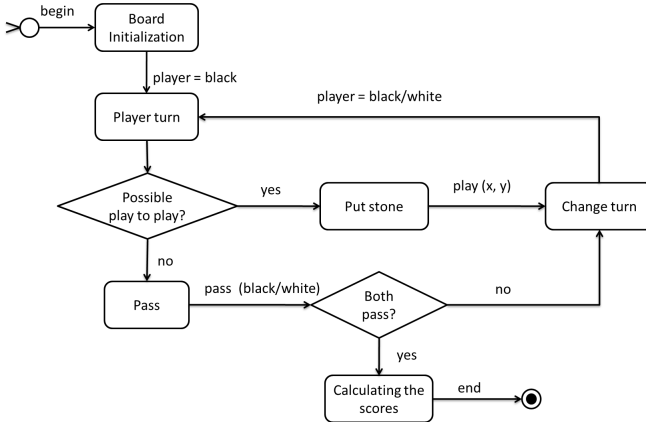 begin
Board
Initialization
player = black
player = black/white
Player turn
Possible
play to play?
yes
Put stone
play (x, y)
Change turn
no
Pass
pass (black/white)
Both
pass?
no
yes
Calculating the
scores
end